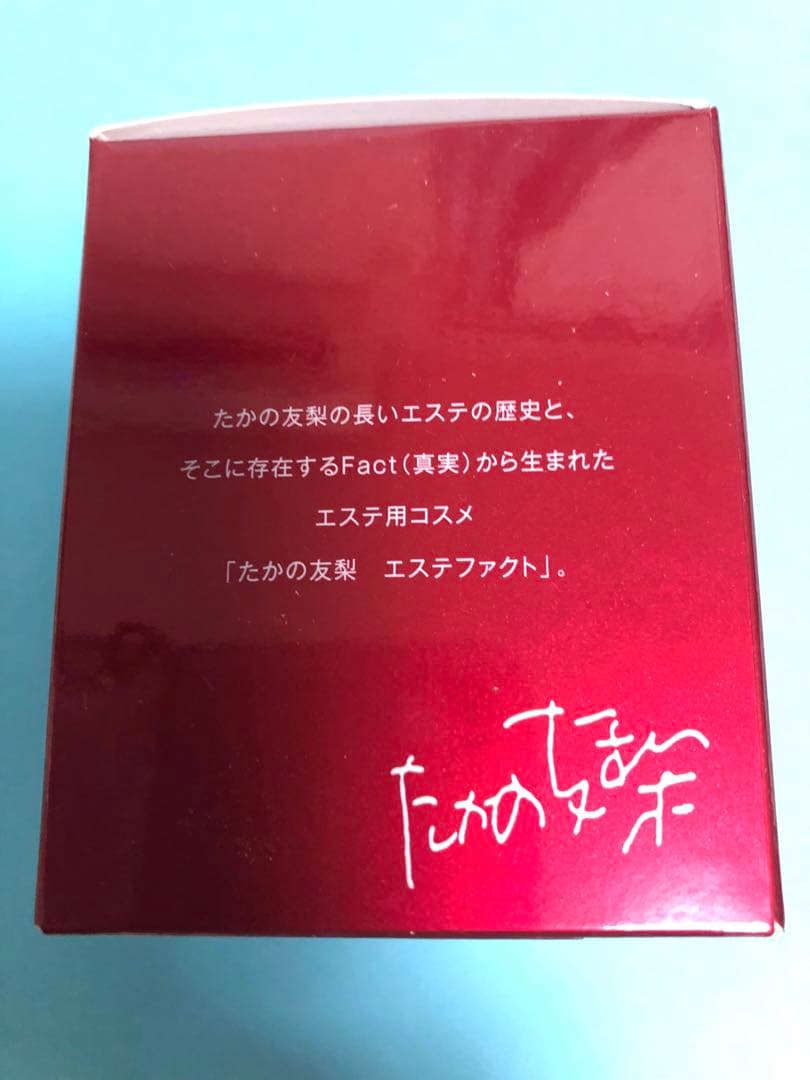 たかの友梨の長いエステの歴史と、
そこに存在するFact(真実)から生まれた
エステ用コスメ
「たかの友梨　エステファクト」。
たかの友梨